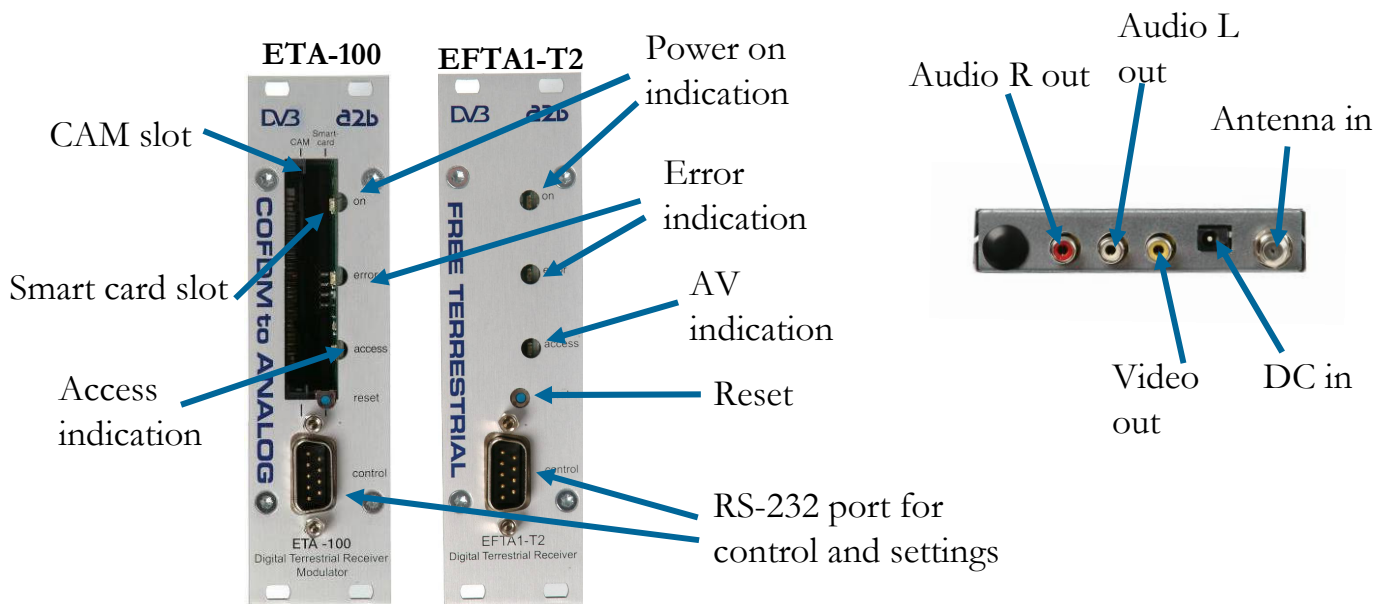 ETA-100
EFTA1-T2
Power on
indication
CAM slot
Error
indication
Smart card slot
AV
indication
Access
indication
Reset
RS-232 port for
control and settings
DVB
a2b
CAM
Smart-
card
on
error
access
reset
control
COFDM to ANALOG
ETA -100
Digital Terrestrial Receiver
Modulator
DVB
a2b
on
error
access
control
FREE TERRESTRIAL
EFTA1-T2
Digital Terrestrial Receiver
Audio L
out
Audio R out
Antenna in
Video
out
DC in